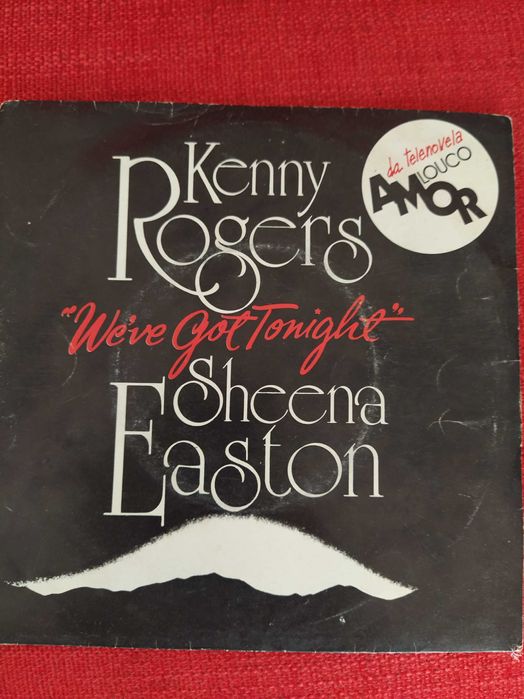 Kenny
Rogers
"We've Got Tonight"
Sheena
Easton
da telenovela
LOUCO
AMOR